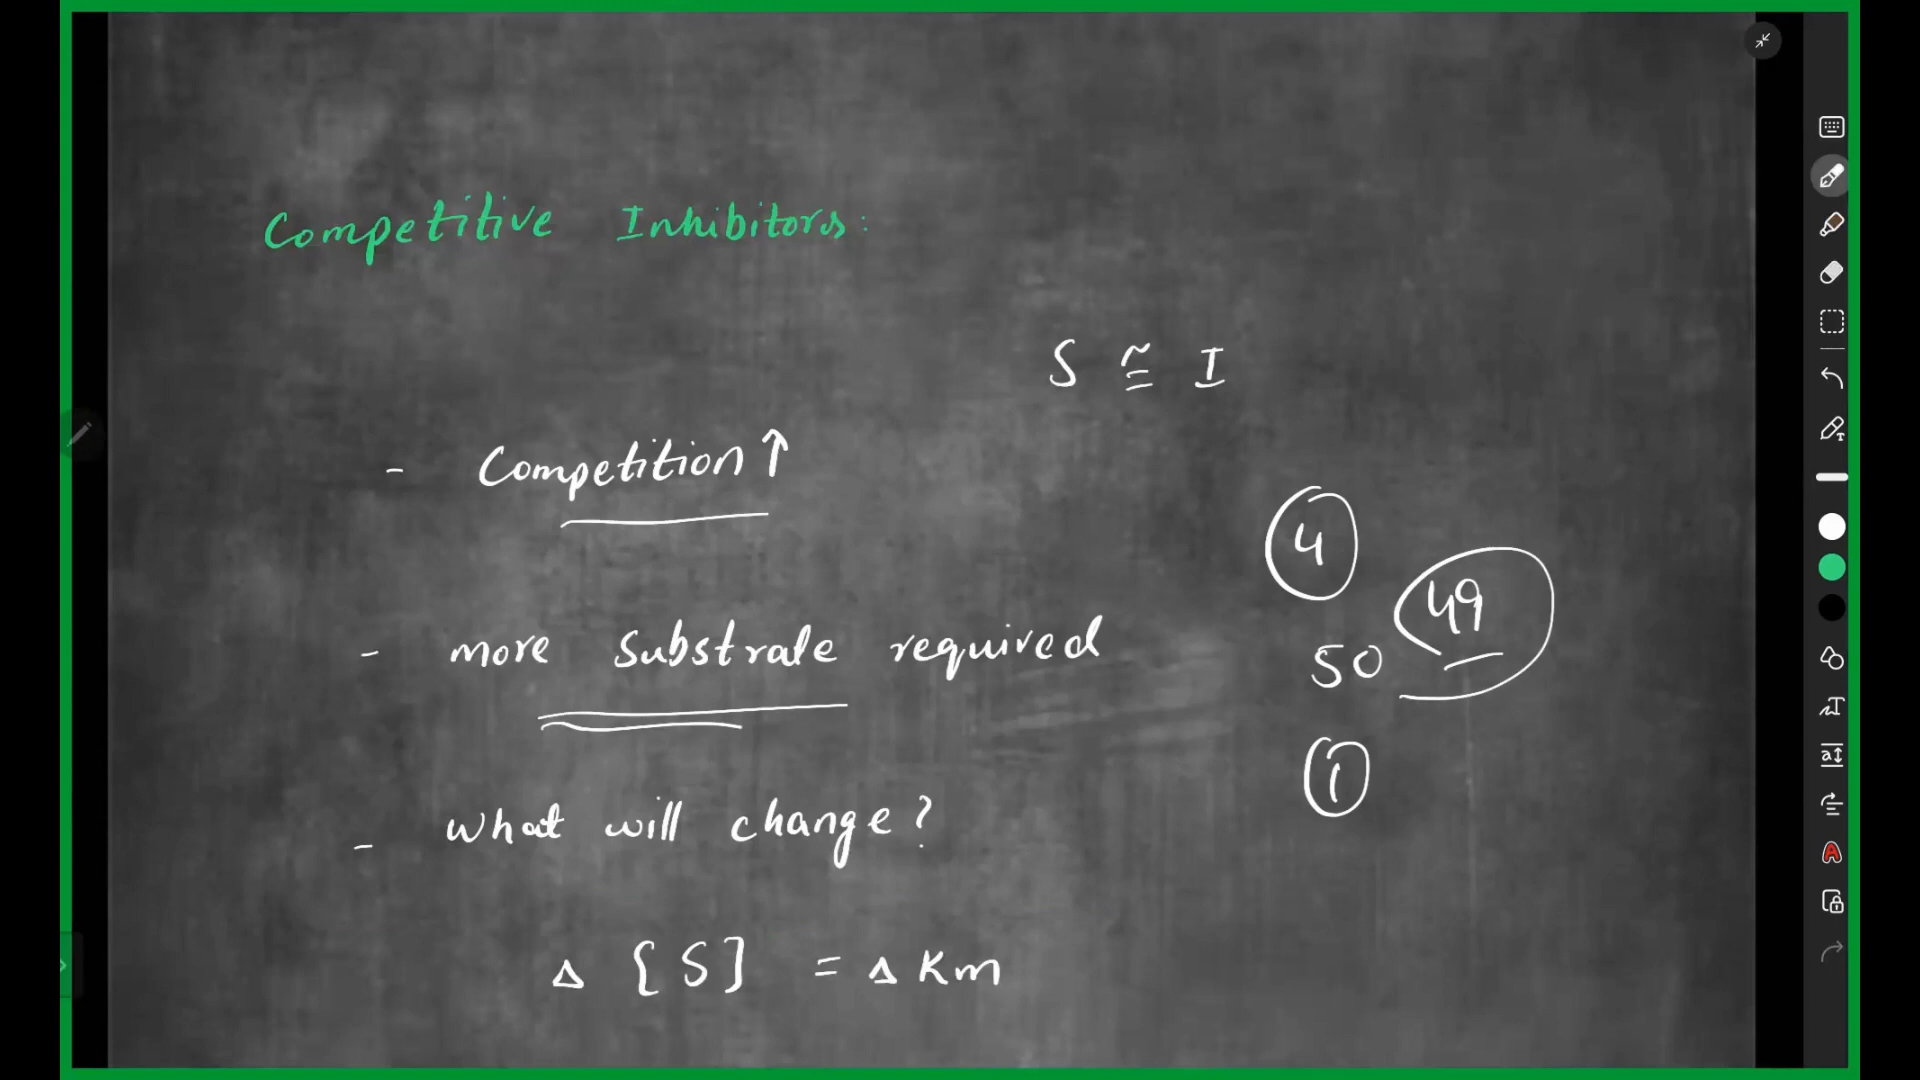 Competitive Inhibitors:
S ≅ I
- Competition ↑
4
49
- more substrate required
50
1
- what will change?
Δ [S] = Δ Km